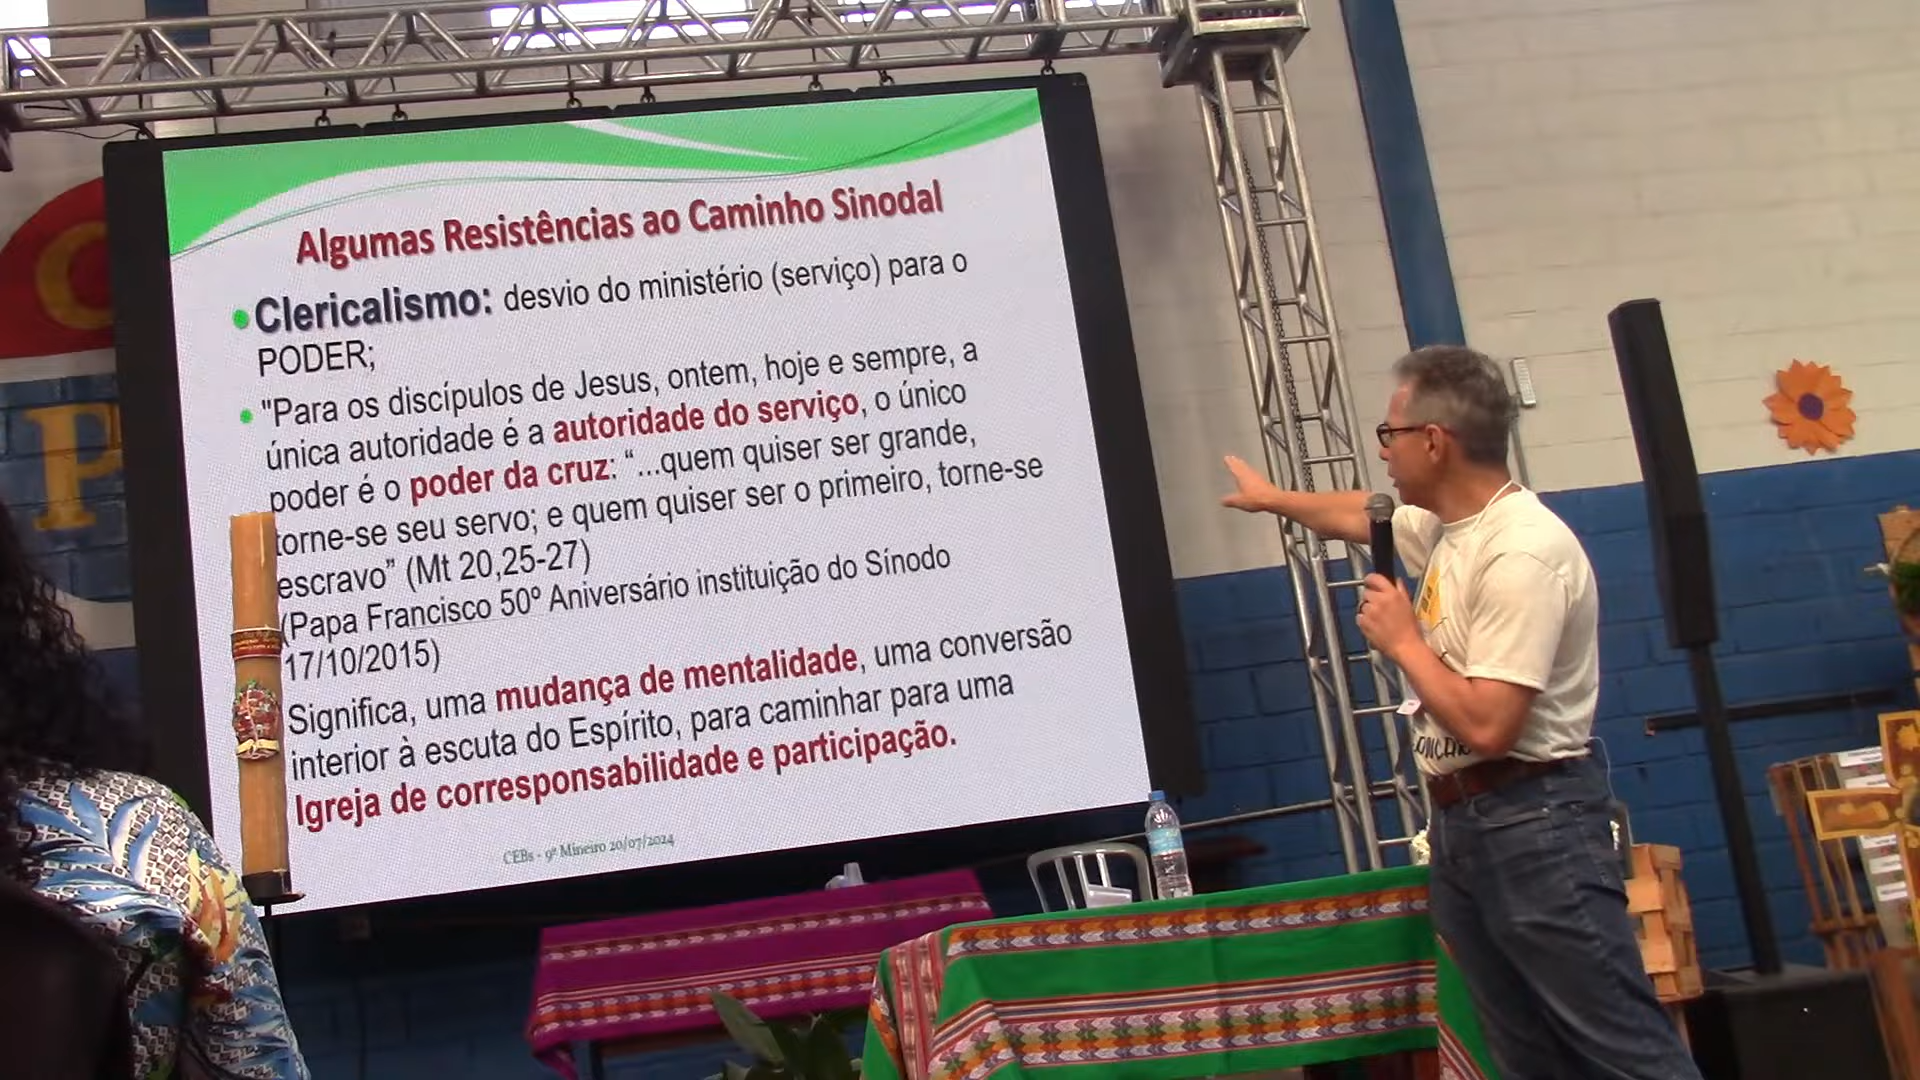 Algumas Resistências ao Caminho Sinodal
Clericalismo: desvio do ministério (serviço) para o
PODER;
"Para os discípulos de Jesus, ontem, hoje e sempre, a
única autoridade é a autoridade do serviço, o único
poder é o poder da cruz: “...quem quiser ser grande,
torne-se seu servo; e quem quiser ser o primeiro, torne-se
escravo” (Mt 20,25-27)
(Papa Francisco 50º Aniversário instituição do Sínodo
17/10/2015)
Significa, uma mudança de mentalidade, uma conversão
interior à escuta do Espírito, para caminhar para uma
Igreja de corresponsabilidade e participação.
CEBs - 9º Mineiro 20/07/2024